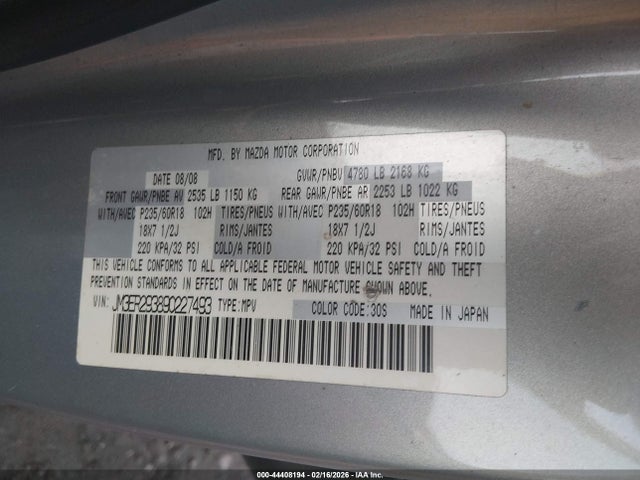 MFD. BY MAZDA MOTOR CORPORATION
DATE 08/08 GVWR/PNBV 4780 LB 2168 KG
FRONT GAWR/PNBE AV 2535 LB 1150 KG REAR GAWR/PNBE AR 2253 LB 1022 KG
WITH/AVEC P235/60R18 102H TIRES/PNEUS WITH/AVEC P235/60R18 102H TIRES/PNEUS
18X7 1/2J RIMS/JANTES 18X7 1/2J RIMS/JANTES
220 KPA/32 PSI COLD/A FROID 220 KPA/32 PSI COLD/A FROID
THIS VEHICLE CONFORMS TO ALL APPLICABLE FEDERAL MOTOR VEHICLE SAFETY AND THEFT
PREVENTION STANDARDS IN EFFECT ON THE DATE OF MANUFACTURE SHOWN ABOVE.
VIN: JM3ER293890227493 TYPE:MPV COLOR CODE:30S MADE IN JAPAN
000-44408194 - 02/16/2026 - IAA Inc.